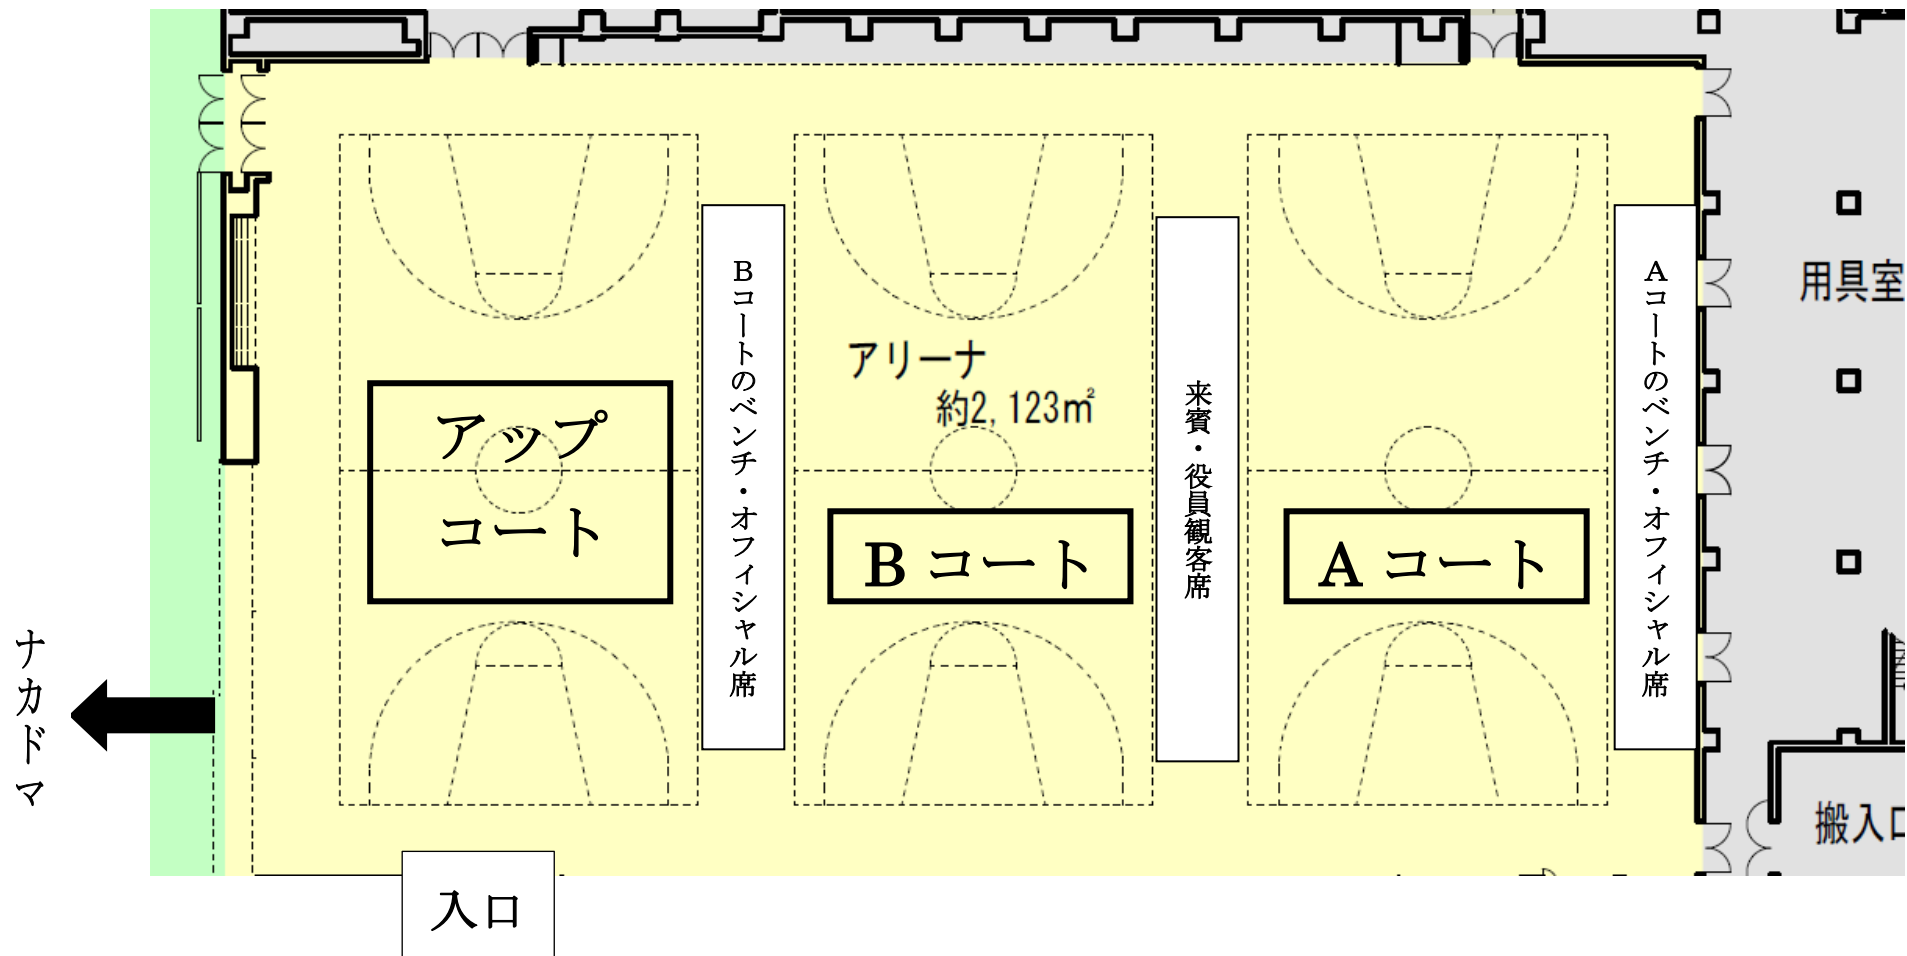 用具室
アリーナ
約2,123㎡
アップ
コート
Bコートのベンチ・オフィシャル席
Bコート
来賓・役員観客席
Aコート
Aコートのベンチ・オフィシャル席
ナカドマ
搬入口
入口